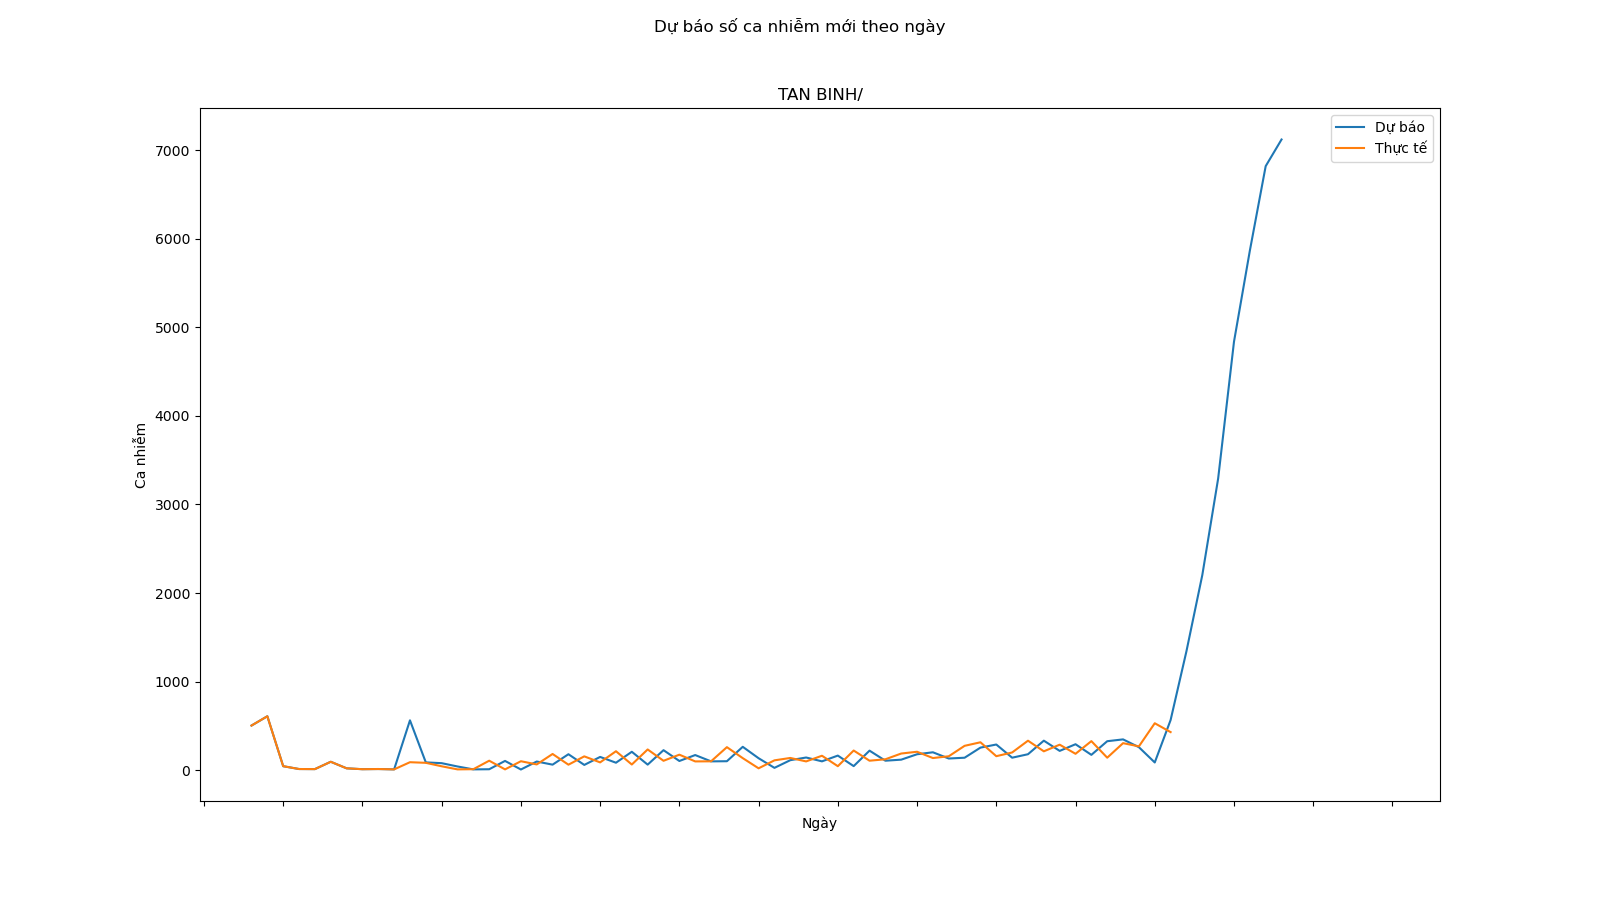 Dự báo số ca nhiễm mới theo ngày
TAN BINH/
Dự báo
Thực tế
7000
6000
5000
4000
3000
2000
1000
0
Ca nhiễm
Ngày